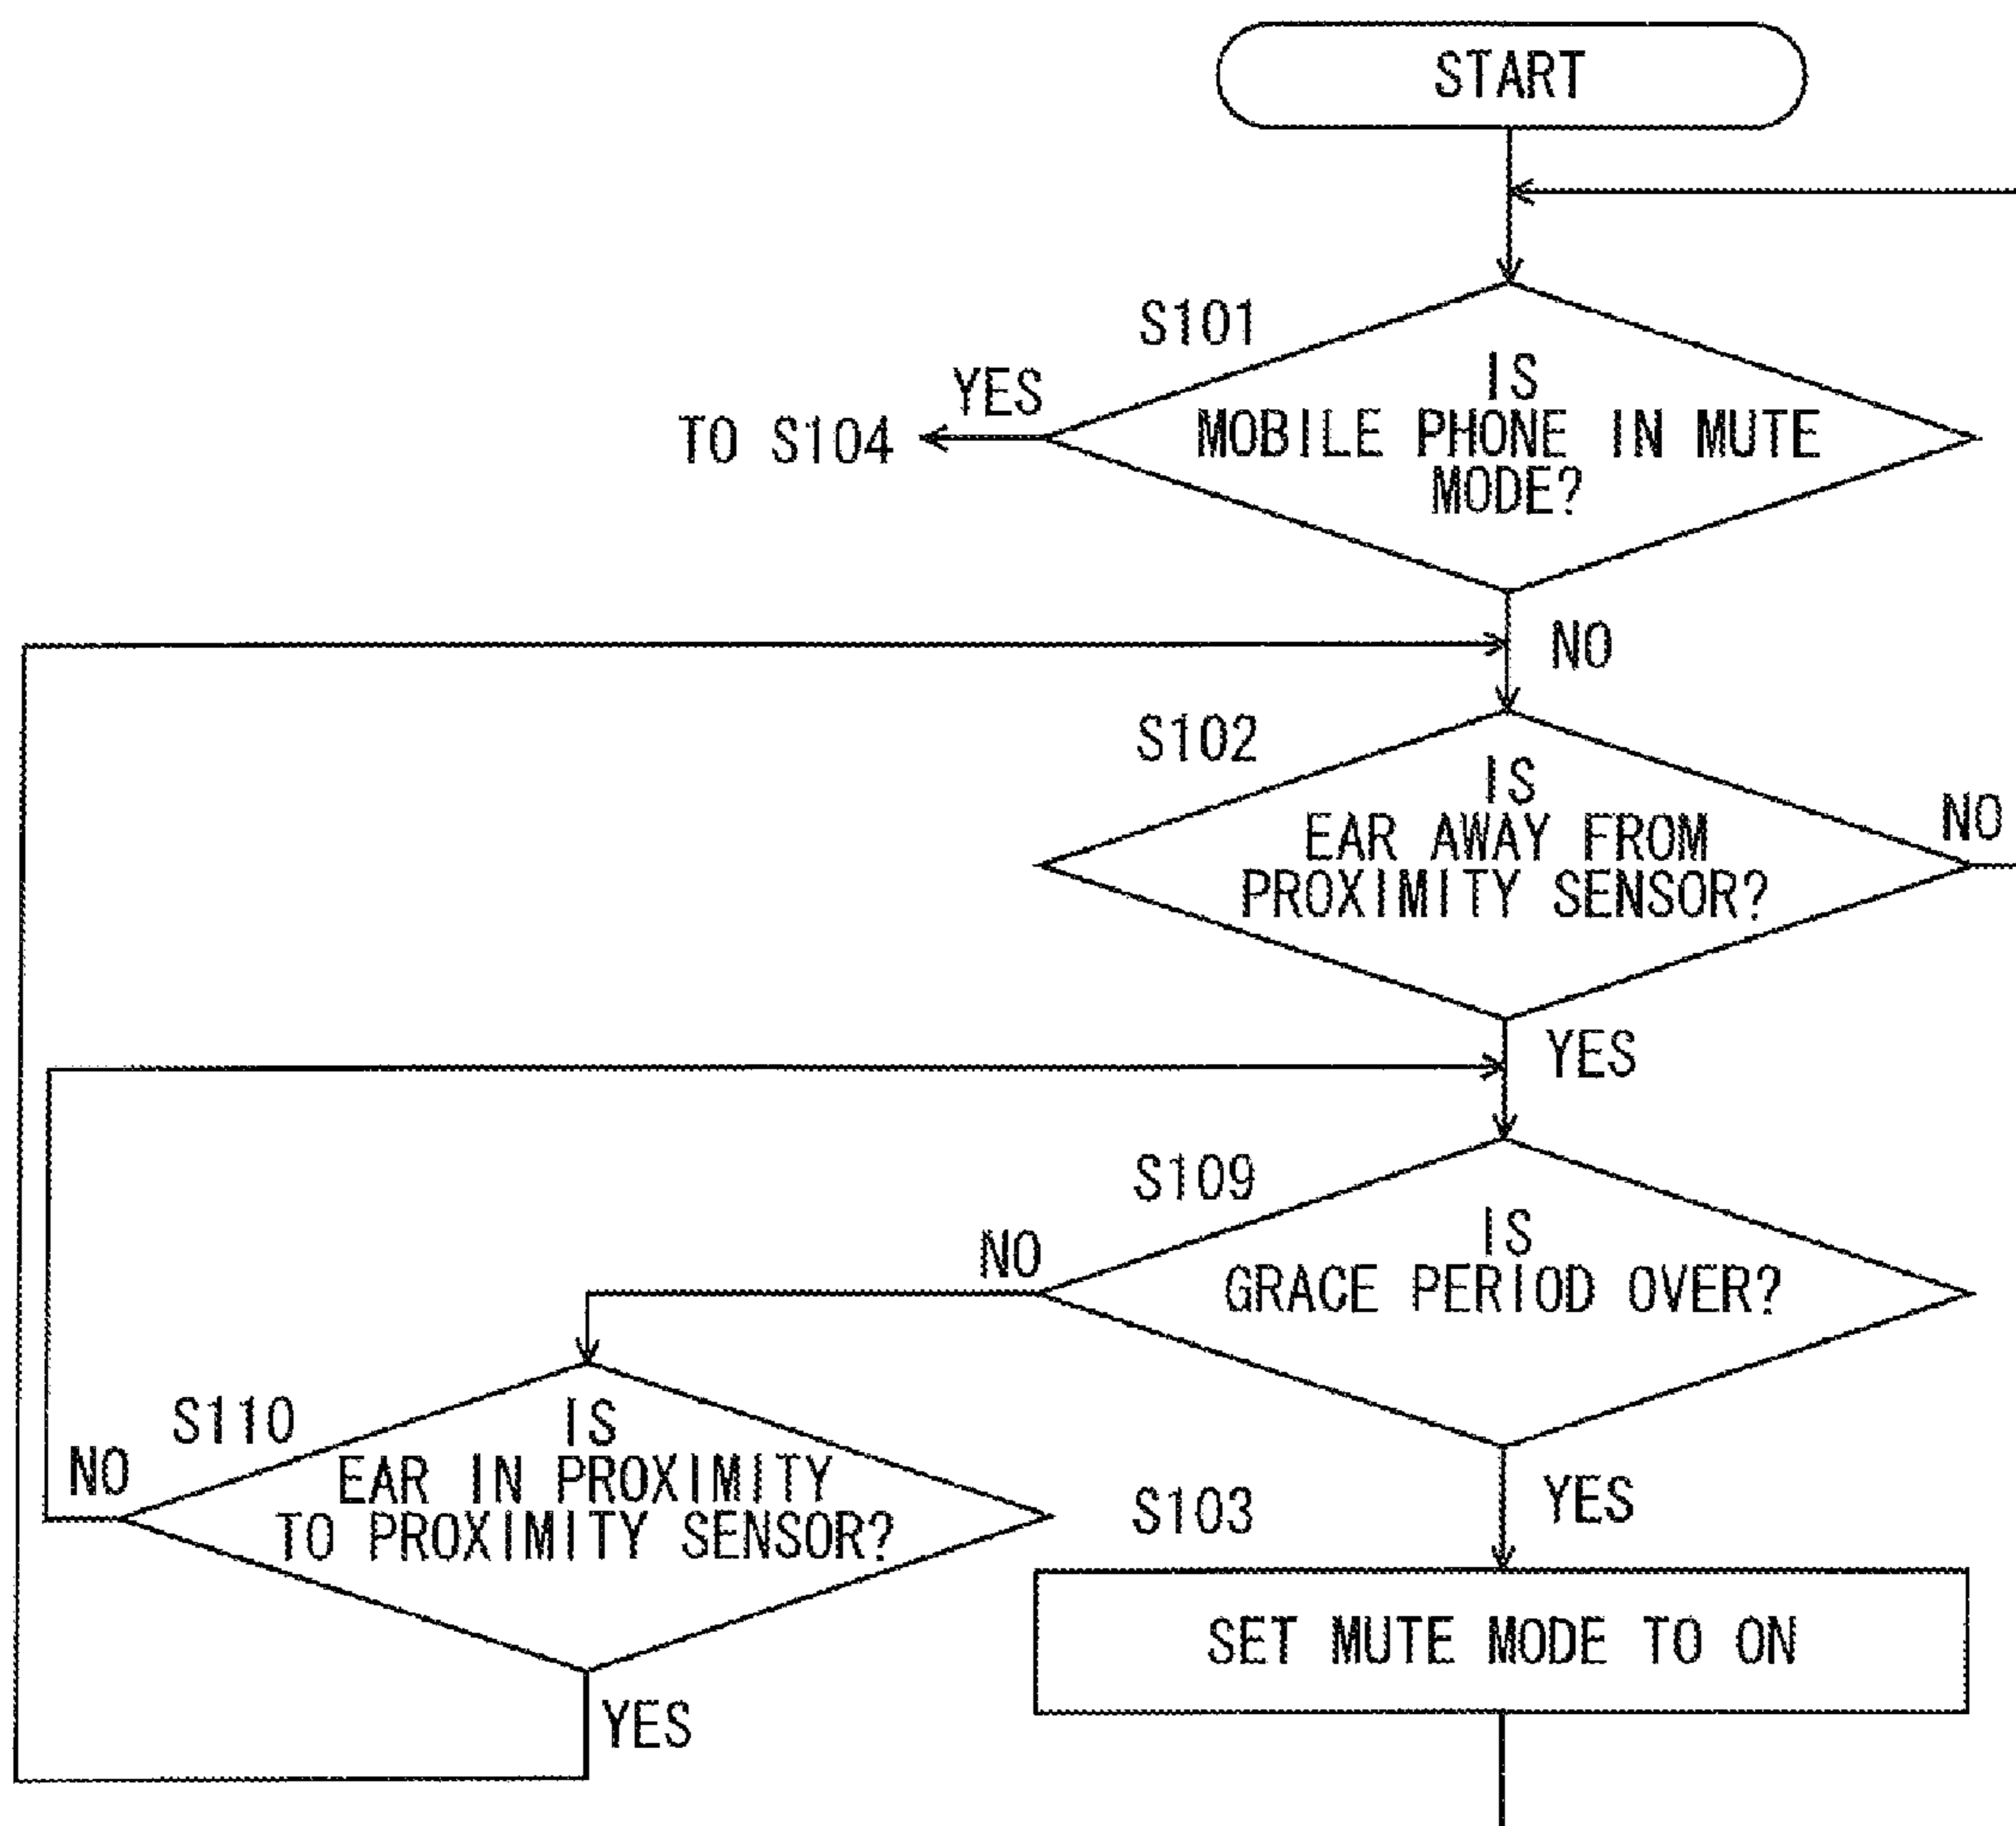 START
S101
IS
MOBILE PHONE IN MUTE
MODE?
YES
TO S104
NO
S102
IS
EAR AWAY FROM
PROXIMITY SENSOR?
NO
YES
S109
IS
GRACE PERIOD OVER?
NO
S110
IS
EAR IN PROXIMITY
TO PROXIMITY SENSOR?
NO
YES
YES
S103
SET MUTE MODE TO ON